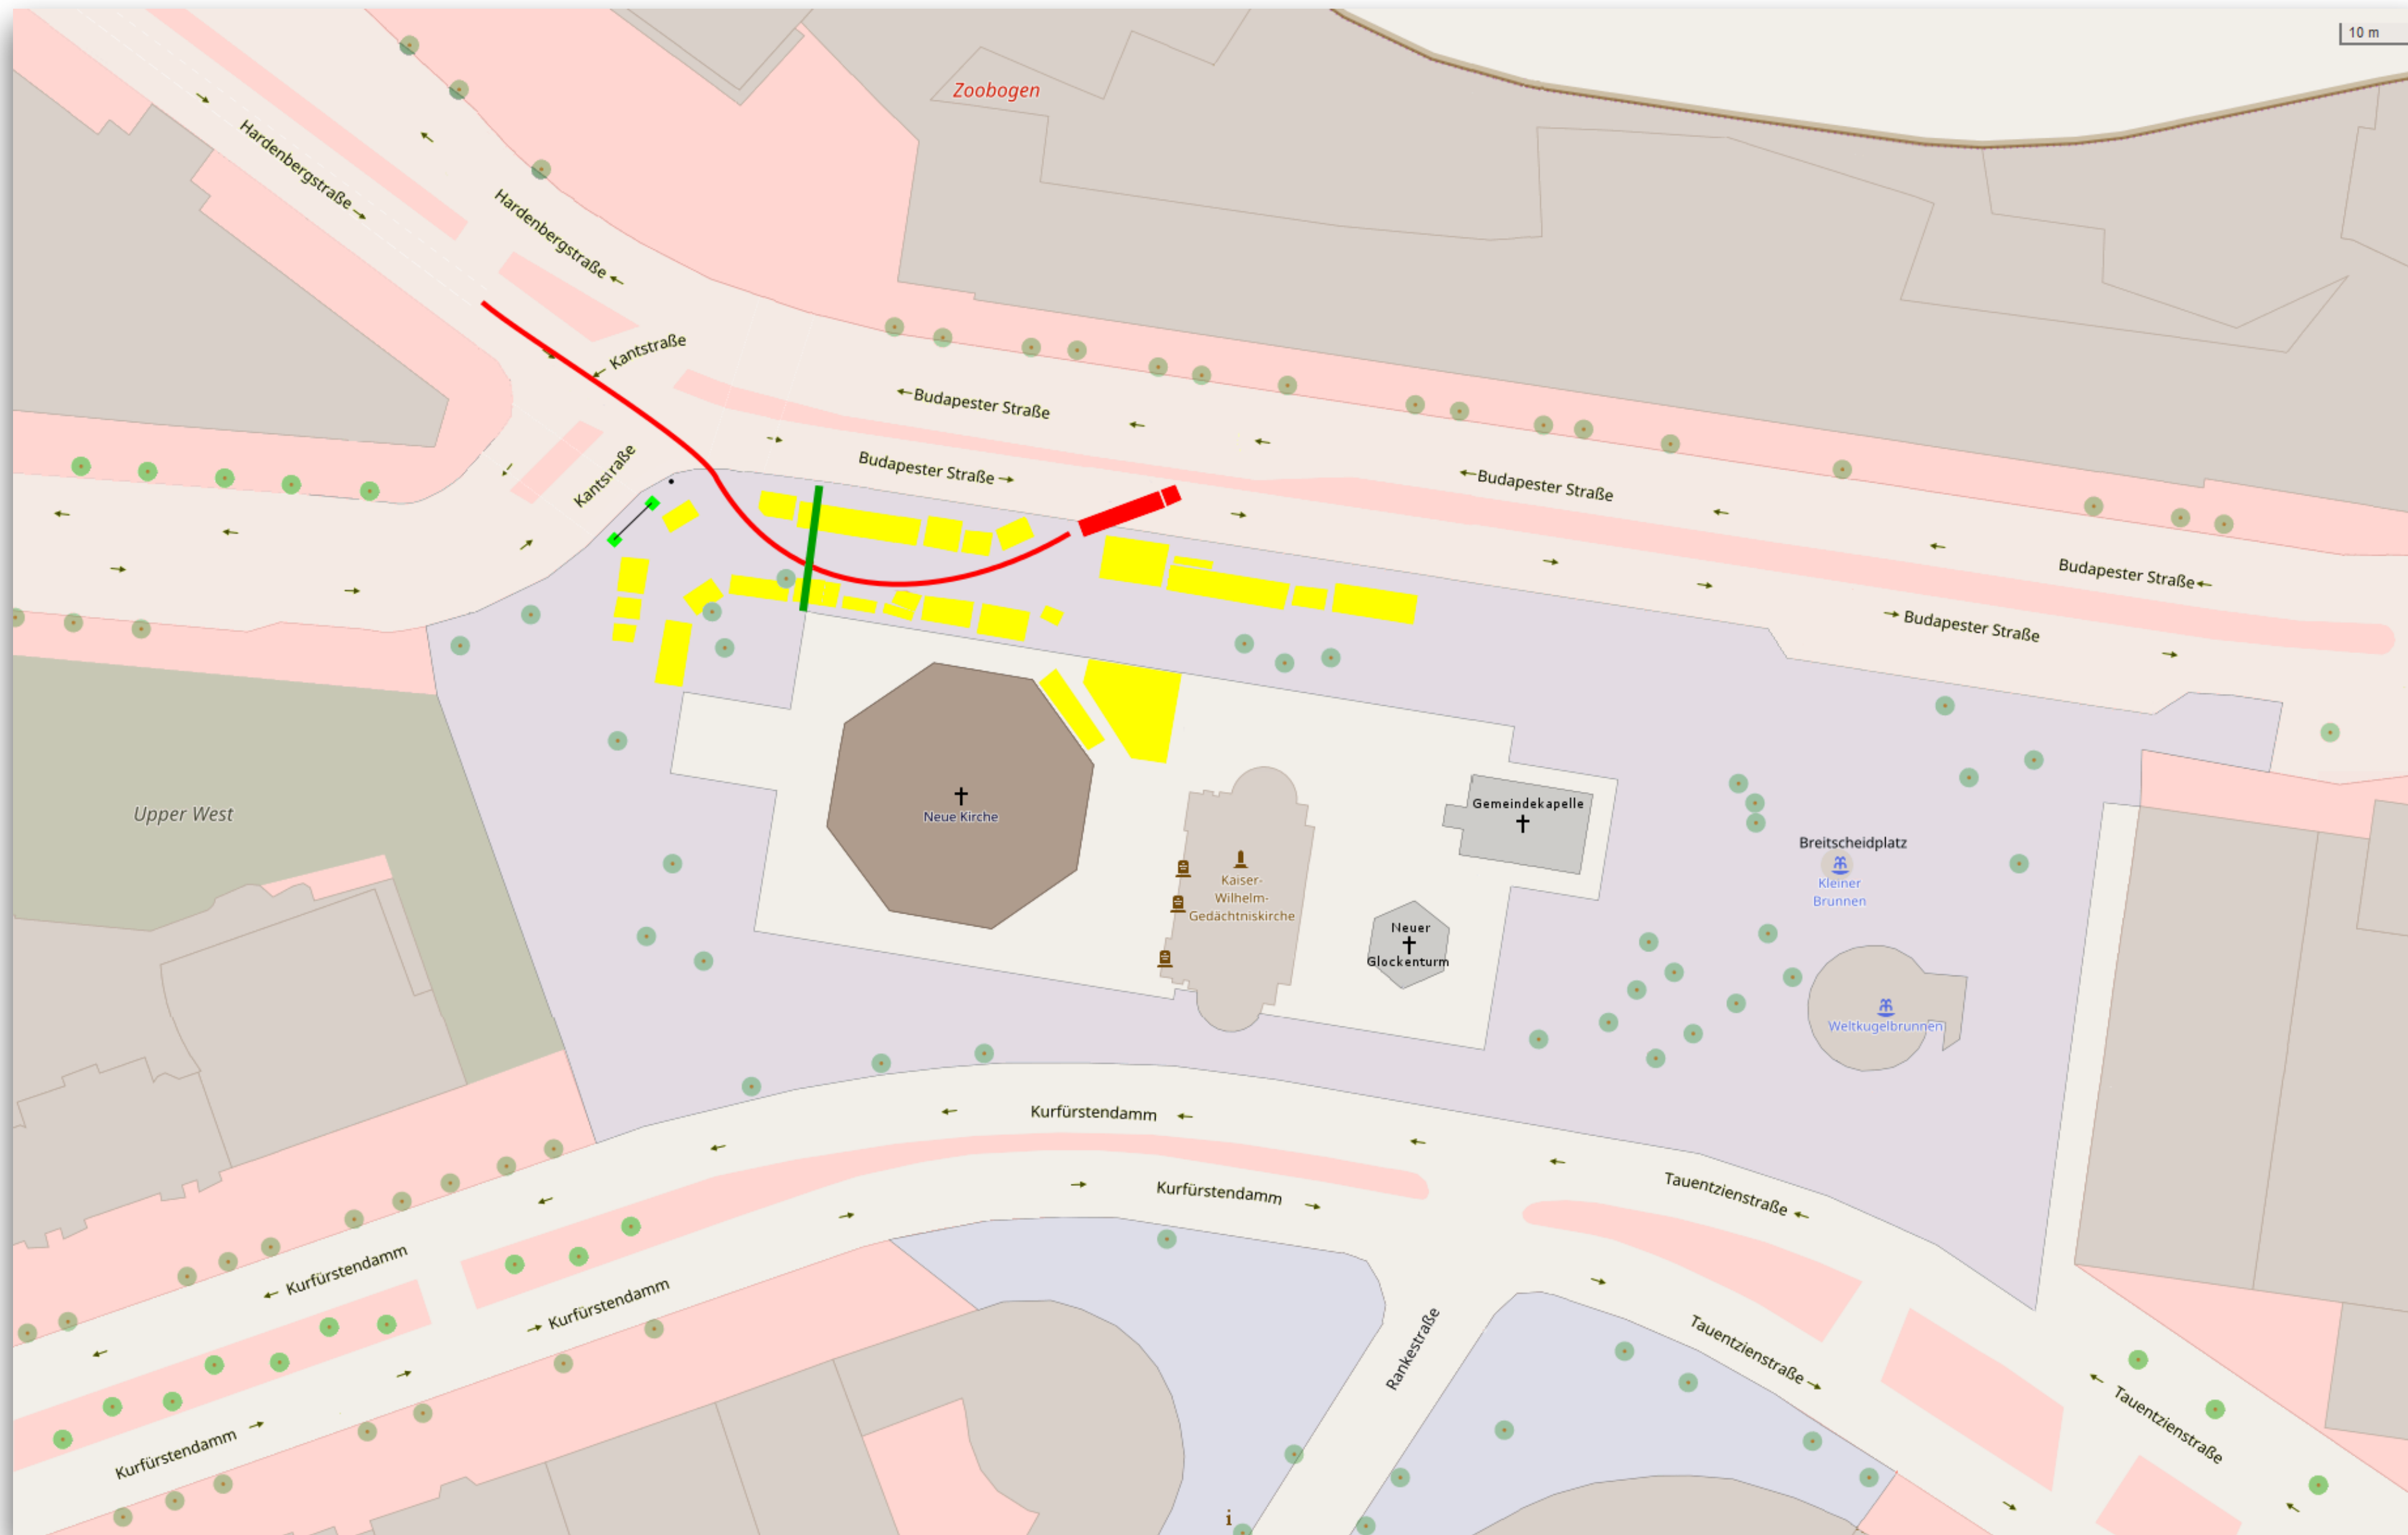 10 m
Zoobogen
Hardenbergstraße
Hardenbergstraße
Kantstraße
Kantstraße
Budapester Straße
Budapester Straße
Budapester Straße
Budapester Straße
Budapester Straße
Upper West
Neue Kirche
Kaiser-
Wilhelm-
Gedächtniskirche
Gemeindekapelle
Neuer
Glockenturm
Breitscheidplatz
Kleiner
Brunnen
Weltkugelbrunnen
Kurfürstendamm
Kurfürstendamm
Tauentzienstraße
Kurfürstendamm
Kurfürstendamm
Rankestraße
Tauentzienstraße
Tauentzienstraße
Kurfürstendamm
i